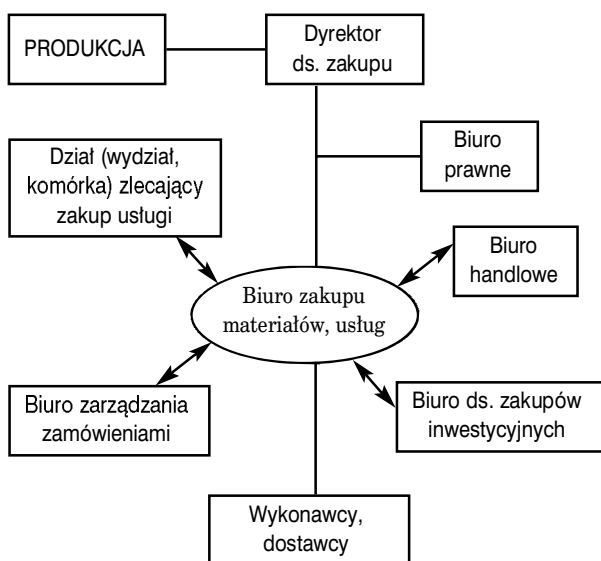 PRODUKCJA
Dyrektor
ds. zakupu
Biuro
prawne
Dział (wydział,
komórka) zlecający
zakup usługi
Biuro
handlowe
Biuro zakupu
materiałów, usług
Biuro zarządzania
zamówieniami
Biuro ds. zakupów
inwestycyjnych
Wykonawcy,
dostawcy